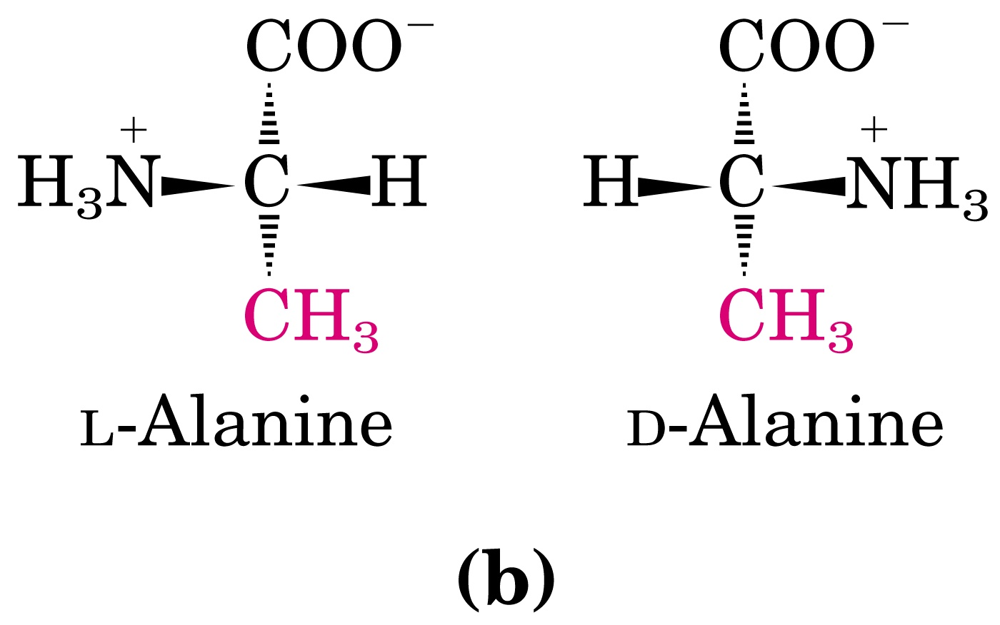 COO⁻ COO⁻
H₃N⁺ C H H C N⁺H₃
CH₃ CH₃
L-Alanine D-Alanine
(b)